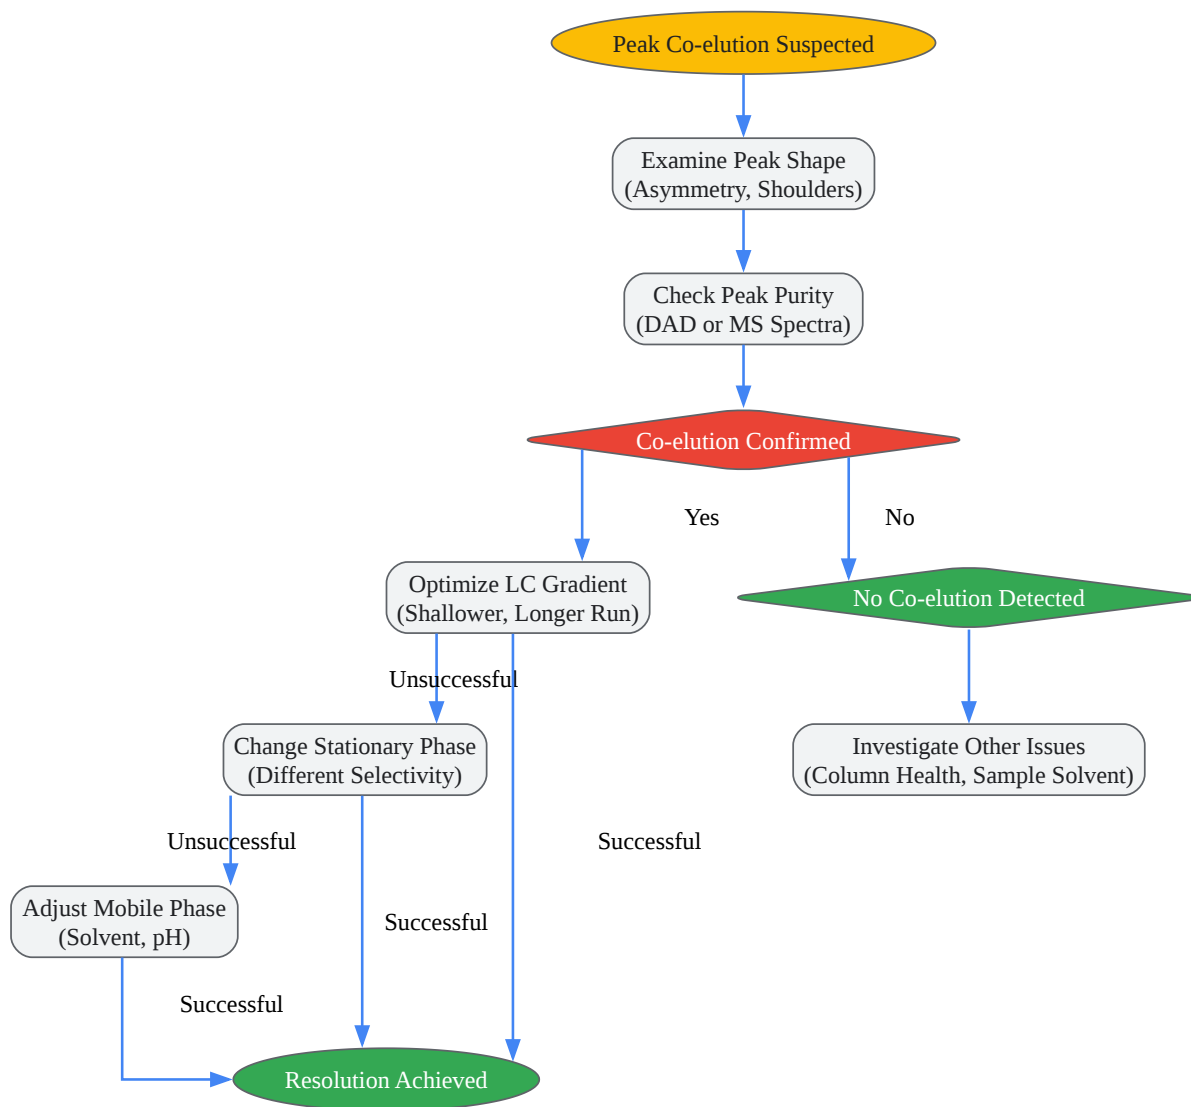 Peak Co-elution Suspected
Examine Peak Shape
(Asymmetry, Shoulders)
Check Peak Purity
(DAD or MS Spectra)
Co-elution Confirmed
Yes
No
Optimize LC Gradient
(Shallower, Longer Run)
No Co-elution Detected
Unsuccessful
Change Stationary Phase
(Different Selectivity)
Investigate Other Issues
(Column Health, Sample Solvent)
Unsuccessful
Successful
Adjust Mobile Phase
(Solvent, pH)
Successful
Successful
Resolution Achieved